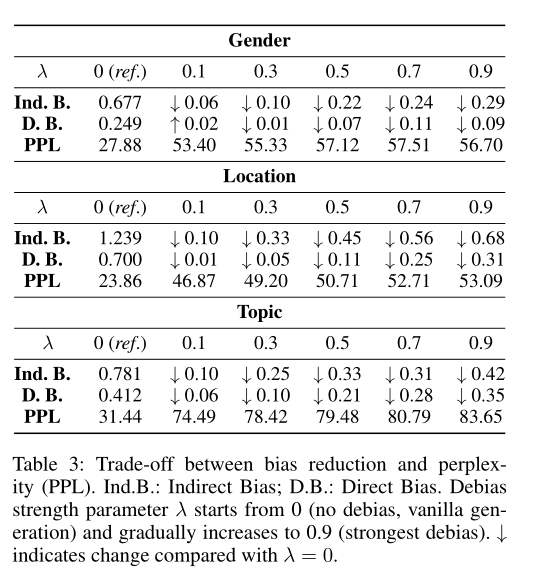 Gender
λ 0 (ref.) 0.1 0.3 0.5 0.7 0.9
Ind. B. 0.677 ↓ 0.06 ↓ 0.10 ↓ 0.22 ↓ 0.24 ↓ 0.29
D. B. 0.249 ↑ 0.02 ↓ 0.01 ↓ 0.07 ↓ 0.11 ↓ 0.09
PPL 27.88 53.40 55.33 57.12 57.51 56.70
Location
λ 0 (ref.) 0.1 0.3 0.5 0.7 0.9
Ind. B. 1.239 ↓ 0.10 ↓ 0.33 ↓ 0.45 ↓ 0.56 ↓ 0.68
D. B. 0.700 ↓ 0.01 ↓ 0.05 ↓ 0.11 ↓ 0.25 ↓ 0.31
PPL 23.86 46.87 49.20 50.71 52.71 53.09
Topic
λ 0 (ref.) 0.1 0.3 0.5 0.7 0.9
Ind. B. 0.781 ↓ 0.10 ↓ 0.25 ↓ 0.33 ↓ 0.31 ↓ 0.42
D. B. 0.412 ↓ 0.06 ↓ 0.10 ↓ 0.21 ↓ 0.28 ↓ 0.35
PPL 31.44 74.49 78.42 79.48 80.79 83.65
Table 3: Trade-off between bias reduction and perplex-
ity (PPL). Ind.B.: Indirect Bias; D.B.: Direct Bias. Debias
strength parameter λ starts from 0 (no debias, vanilla gen-
eration) and gradually increases to 0.9 (strongest debias). ↓
indicates change compared with λ = 0.